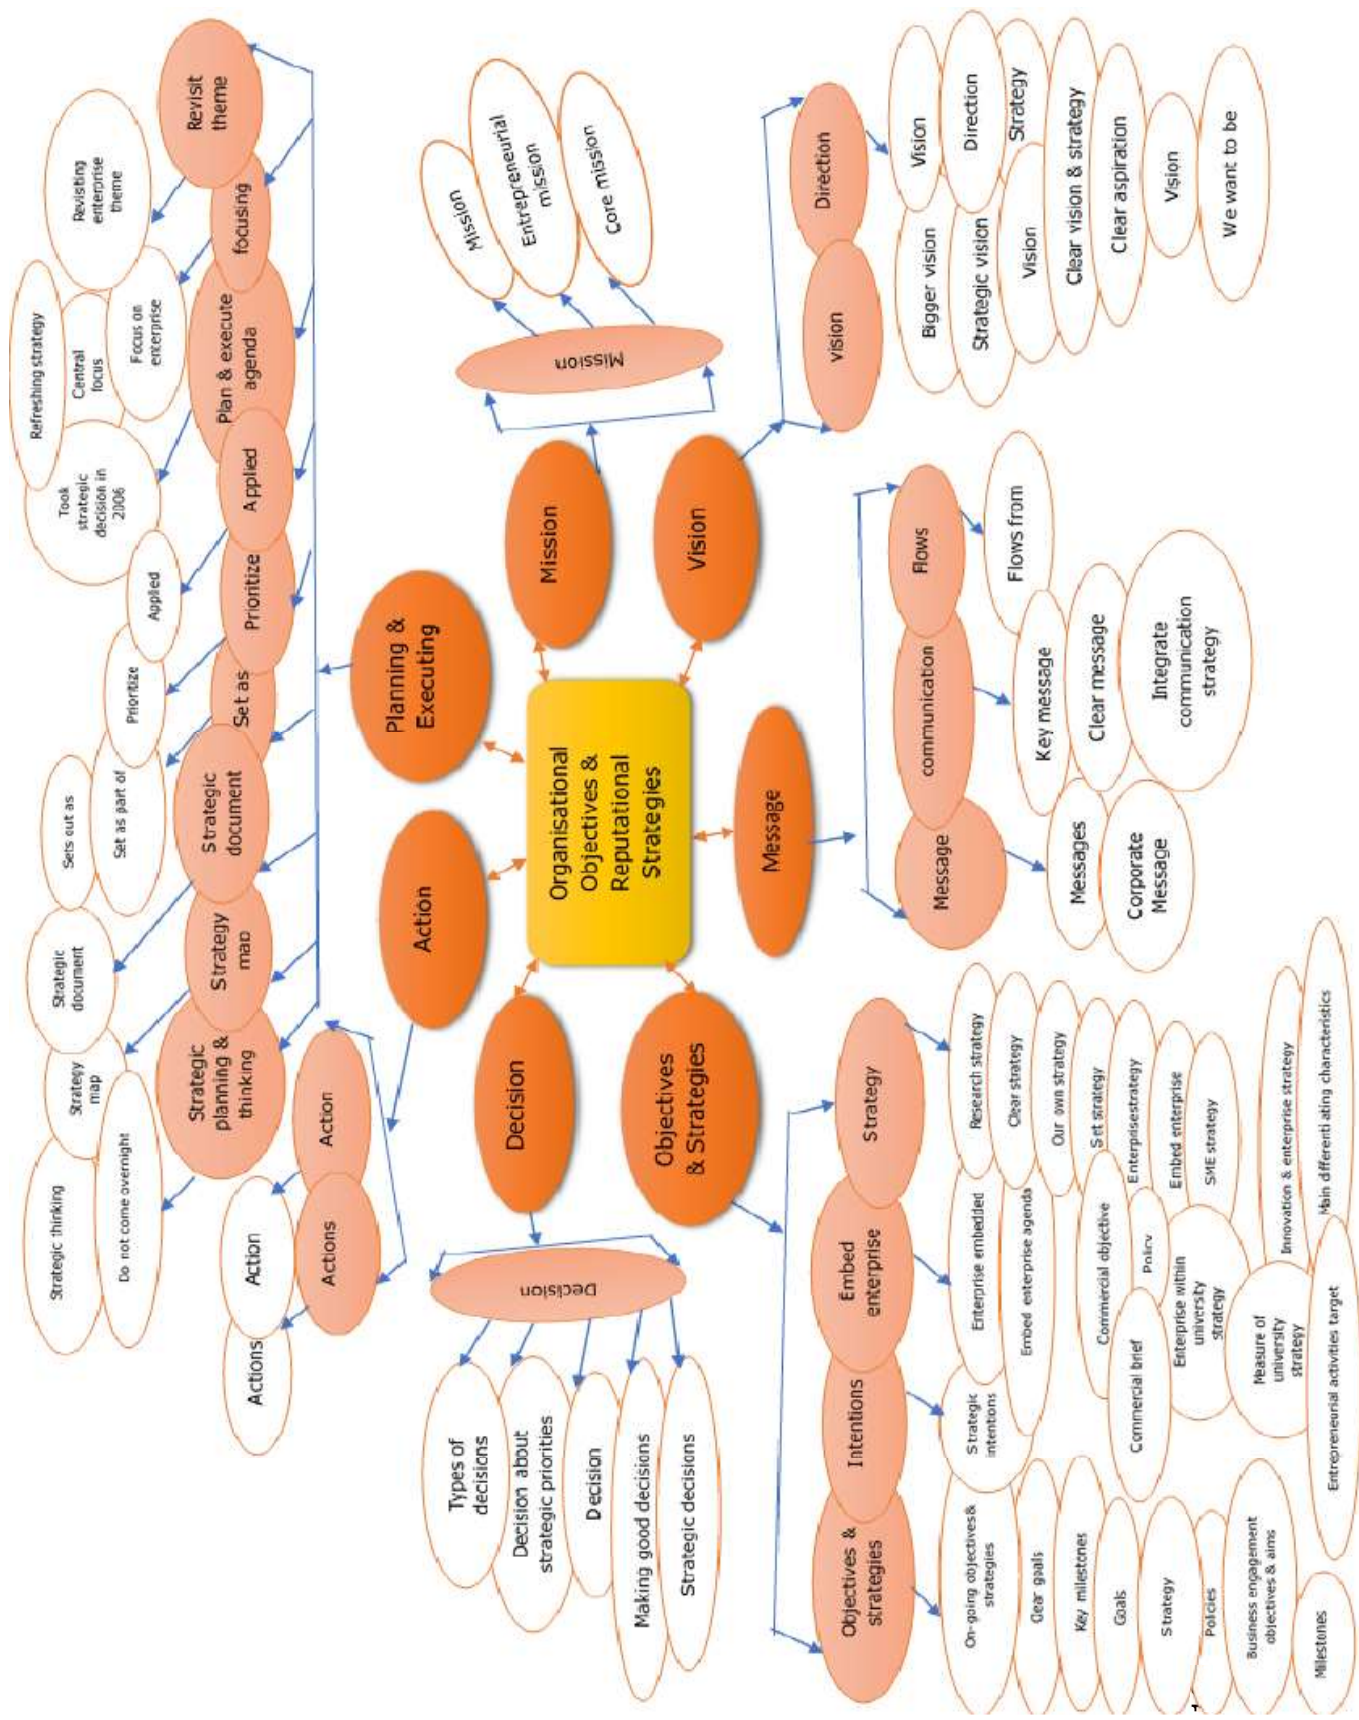 Organisational
Objectives &
Reputational
Strategies
Planning &
Executing
Revisit
theme
focusing
Plan & execute
agenda
Applied
Prioritize
Set as
Strategic
document
Strategy
map
Strategic
planning &
thinking
Revisiting
enterprise
theme
Refreshing strategy
Central
focus
Focus on
enterprise
Took
strategic
decision in
2006
Applied
Prioritize
Sets out as
Set as part of
Strategic
document
Strategy
map
Strategic thinking
Do not come overnight
Mission
Mission
Mission
Entrepreneurial
mission
Core mission
Vision
Direction
vision
Vision
Direction
Strategy
Bigger vision
Strategic vision
Vision
Clear vision & strategy
Clear aspiration
Vision
We want to be
Message
Flows
communication
Message
Flows from
Key message
Clear message
Integrate
communication
strategy
Messages
Corporate
Message
Action
Action
Actions
Action
Actions
Decision
Decision
Types of
decisions
Decision about
strategic priorities
Decision
Making good decisions
Strategic decisions
Objectives
& Strategies
Strategy
Embed
enterprise
Intentions
Objectives &
strategies
Research strategy
Clear strategy
Our own strategy
Set strategy
Enterprisestrategy
Embed enterprise
SME strategy
Innovation & enterprise strategy
Main differentiating characteristics
Enterprise embedded
Embed enterprise agenda
Commercial objective
Policy
Commercial brief
Enterprise within
university
strategy
Measure of
university
strategy
Entrepreneurial activities target
Strategic
intentions
On-going objectives&
strategies
Gear goals
Key milestones
Goals
Strategy
Policies
Business engagement
objectives & aims
Milestones